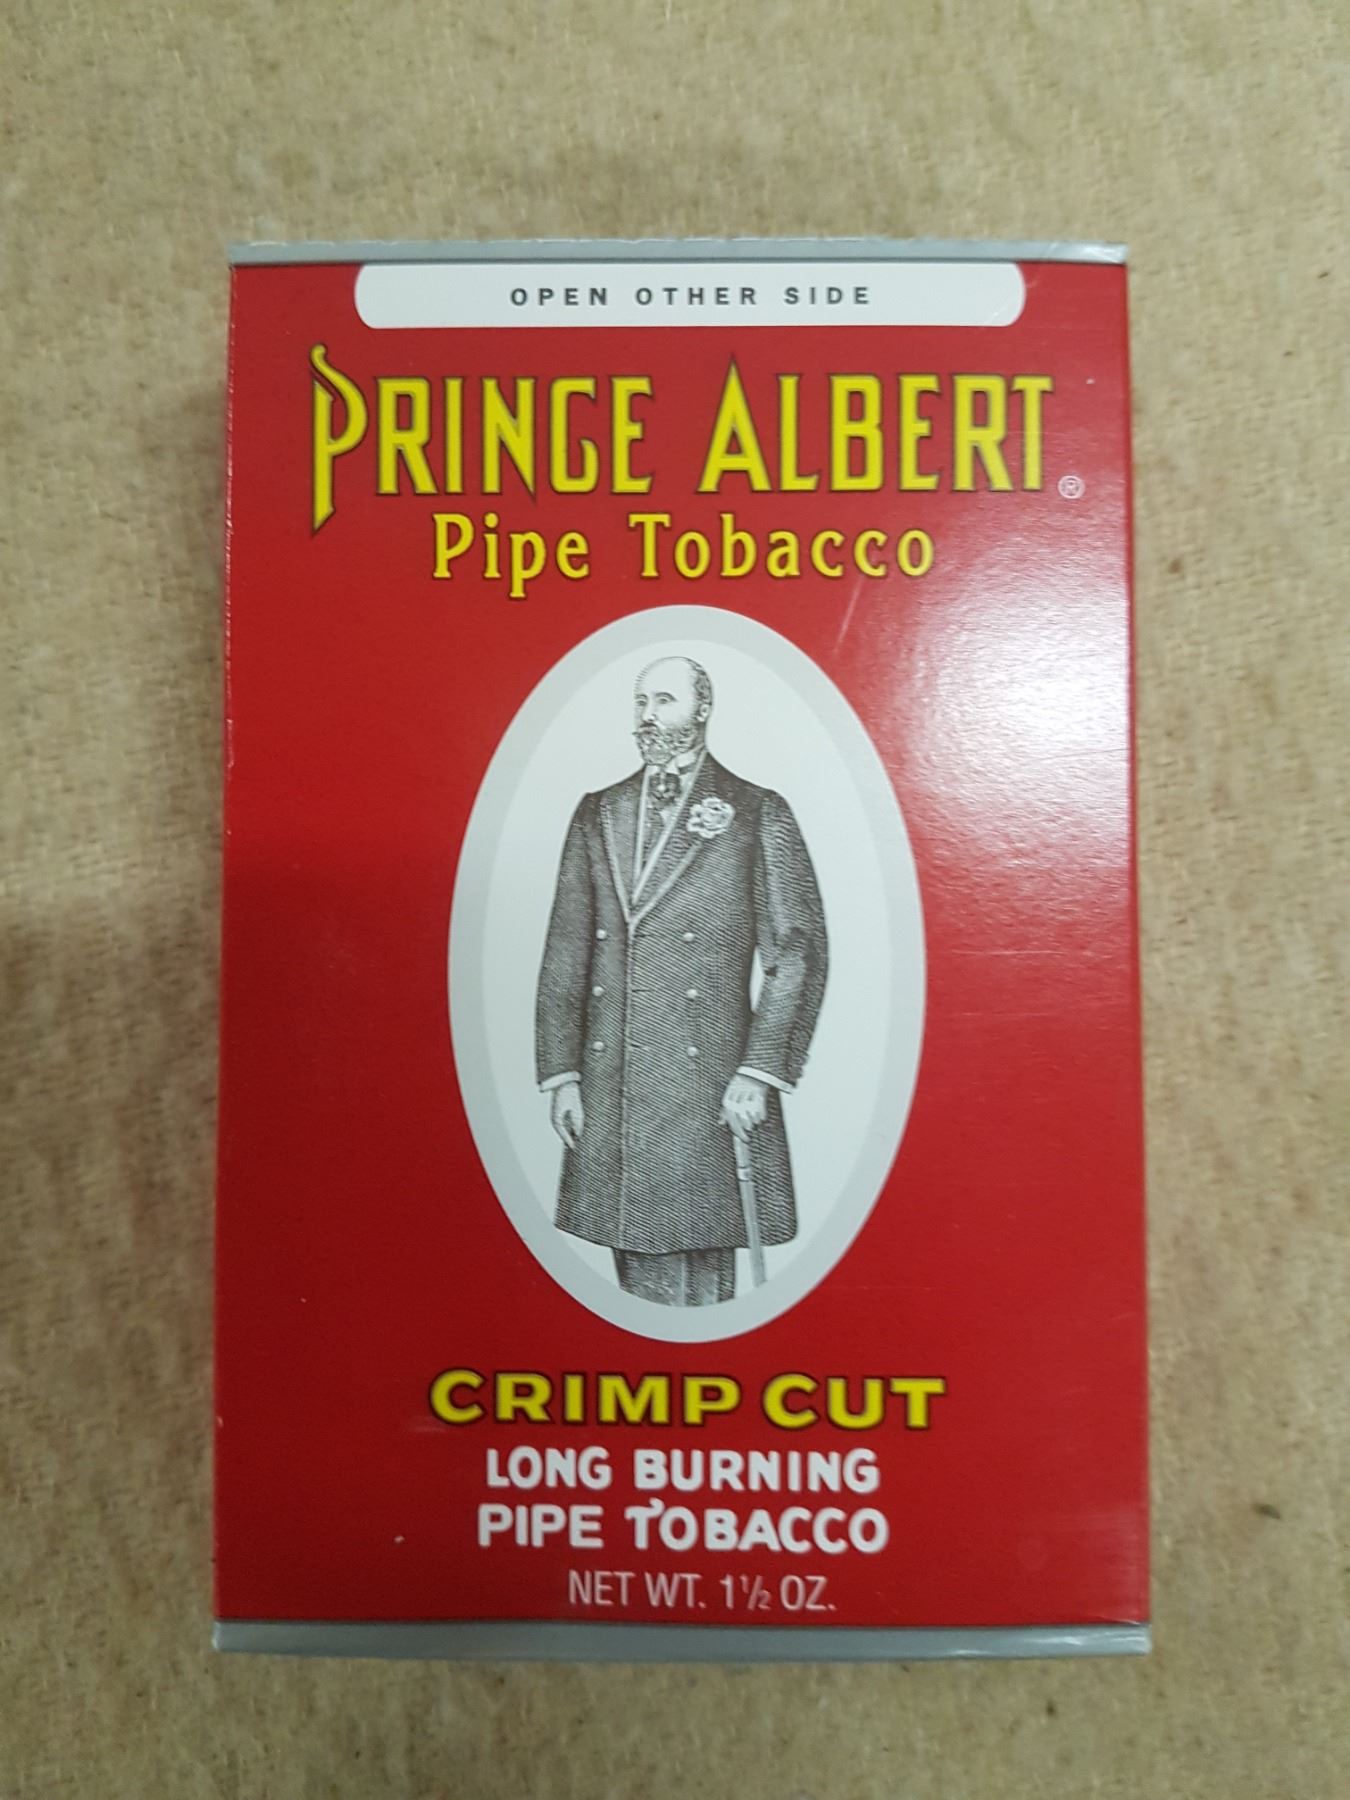 OPEN OTHER SIDE
PRINCE ALBERT®
Pipe Tobacco
CRIMP CUT
LONG BURNING
PIPE TOBACCO
NET WT. 1½ OZ.